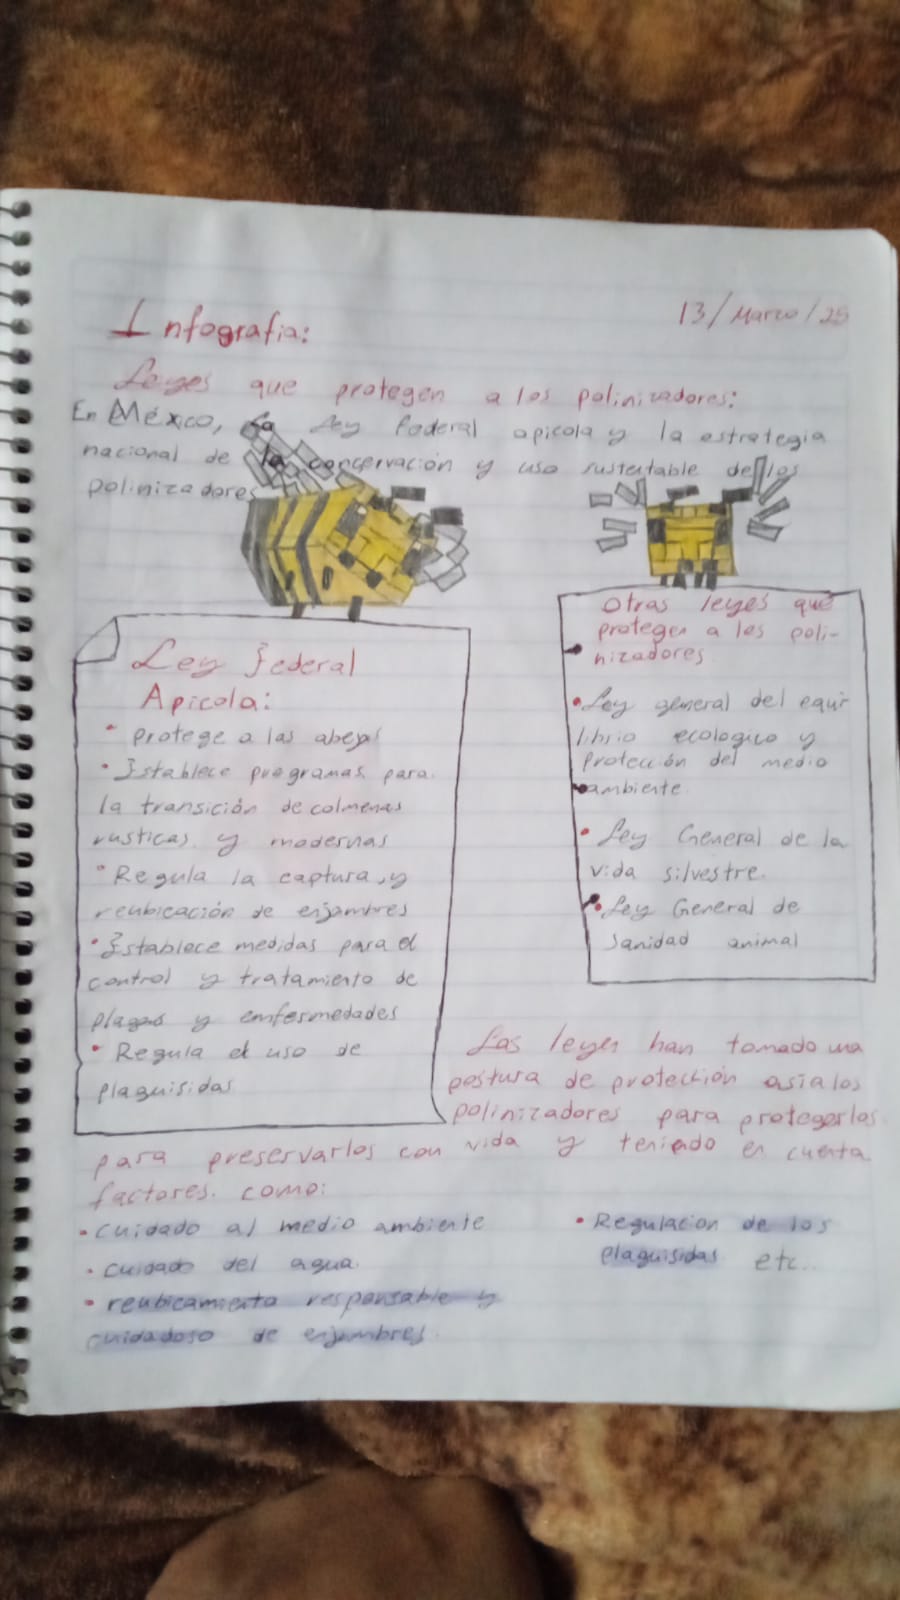 Infografia:
13/Marzo/25
Leyes que protegen a los polinizadores:
En México, la ley federal apicola y la estrategia
nacional de la concervación y uso sustentable de los
polinizadores
Ley Federal
Apicola:
• protege a las abejas
• Establece programas para
la transición de colmenas
rusticas y modernas
• Regula la captura y
reubicación de enjambres
• Establece medidas para el
control y tratamiento de
plagas y emfermedades
• Regula el uso de
plaguisidas
Otras leyes que
protegen a los poli-
nizadores
• Ley general del equi-
librio ecologico y
Protección del medio
ambiente
• Ley General de la
vida silvestre.
• Ley General de
Sanidad animal
Las leyes han tomado una
postura de protección asia los
polinizadores para protegerlos
para preservarlos con vida y teniendo en cuenta
factores. como:
• cuidado al medio ambiente
• cuidado del agua.
• reubicamiento responsable y
cuidadoso de enjambres.
• Regulacion de los
plaguisidas etc..